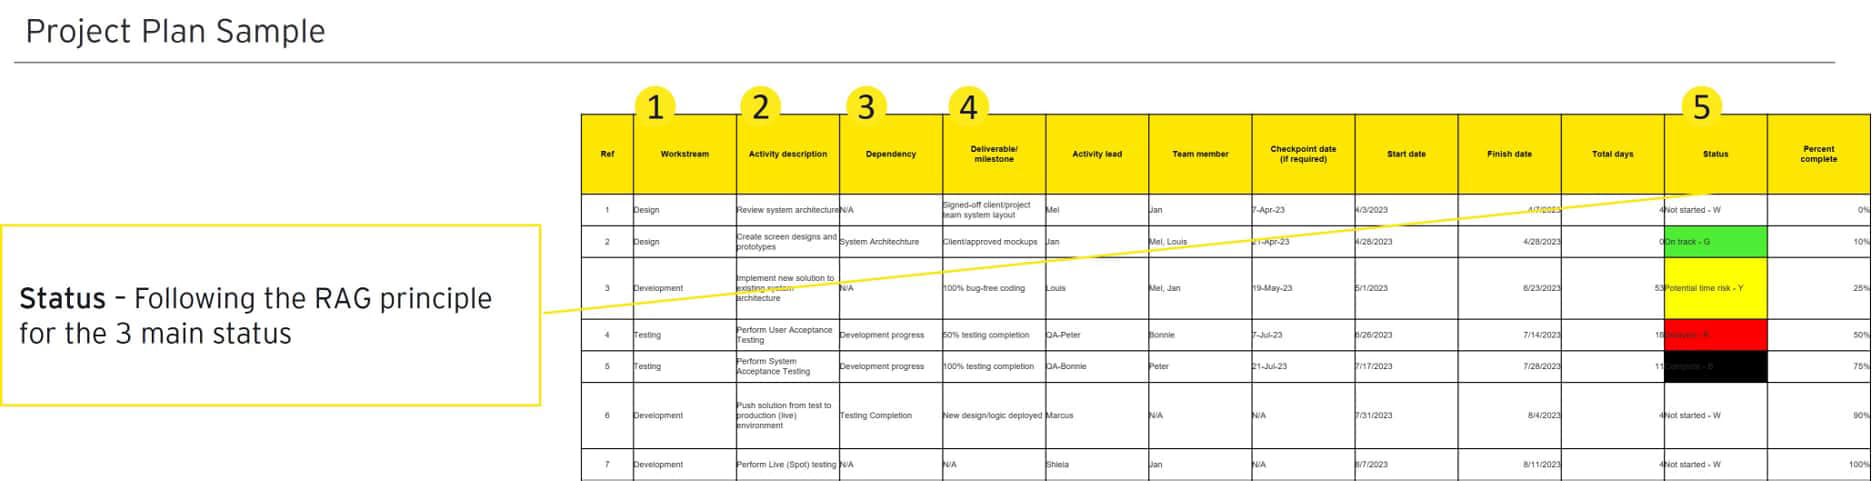 Project Plan Sample
1 2 3 4 5
Ref Workstream Activity description Dependency Deliverable/ milestone Activity lead Team member Checkpoint date (if required) Start date Finish date Total days Status Percent complete
1 Design Review system architecture N/A Signed-off client/project team system layout Mel Jan 7-Apr-23 4/3/2023 4/7/2023 4 Not started - W 0%
2 Design Create screen designs and prototypes System Architechture Client/approved mockups Jan Mel, Louis 21-Apr-23 4/28/2023 4/28/2023 0 On track - G 10%
3 Development Implement new solution to existing system architecture N/A 100% bug-free coding Louis Mel, Jan 19-May-23 5/1/2023 6/23/2023 53 Potential time risk - Y 25%
4 Testing Perform User Acceptance Testing Development progress 50% testing completion QA-Peter Bonnie 7-Jul-23 6/26/2023 7/14/2023 18 - R 50%
5 Testing Perform System Acceptance Testing Development progress 100% testing completion QA-Bonnie Peter 21-Jul-23 7/17/2023 7/28/2023 11 Complete - B 75%
6 Development Push solution from test to production (live) environment Testing Completion New design/logic deployed Marcus N/A N/A 7/31/2023 8/4/2023 4 Not started - W 90%
7 Development Perform Live (Spot) testing N/A N/A Shiela Jan N/A 8/7/2023 8/11/2023 4 Not started - W 100%
Status – Following the RAG principle
for the 3 main status